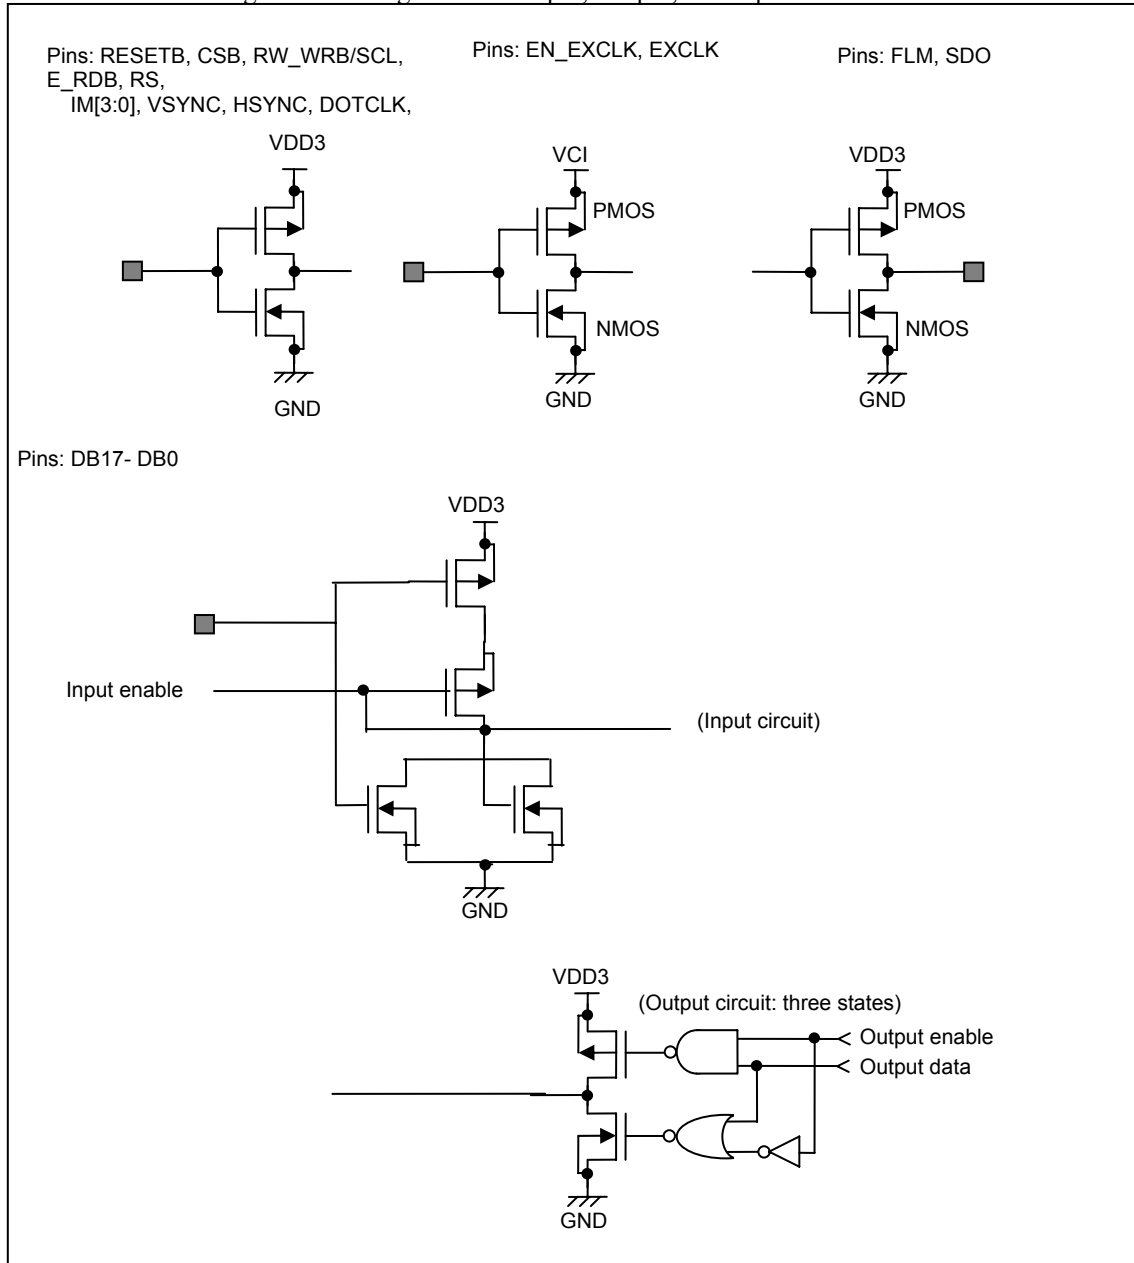 Pins: RESETB, CSB, RW_WRB/SCL,
E_RDB, RS,
IM[3:0], VSYNC, HSYNC, DOTCLK,
Pins: EN_EXCLK, EXCLK
Pins: FLM, SDO
VDD3
VCI
VDD3
PMOS
PMOS
NMOS
NMOS
GND
GND
GND
Pins: DB17- DB0
VDD3
Input enable
(Input circuit)
GND
VDD3
(Output circuit: three states)
Output enable
Output data
GND